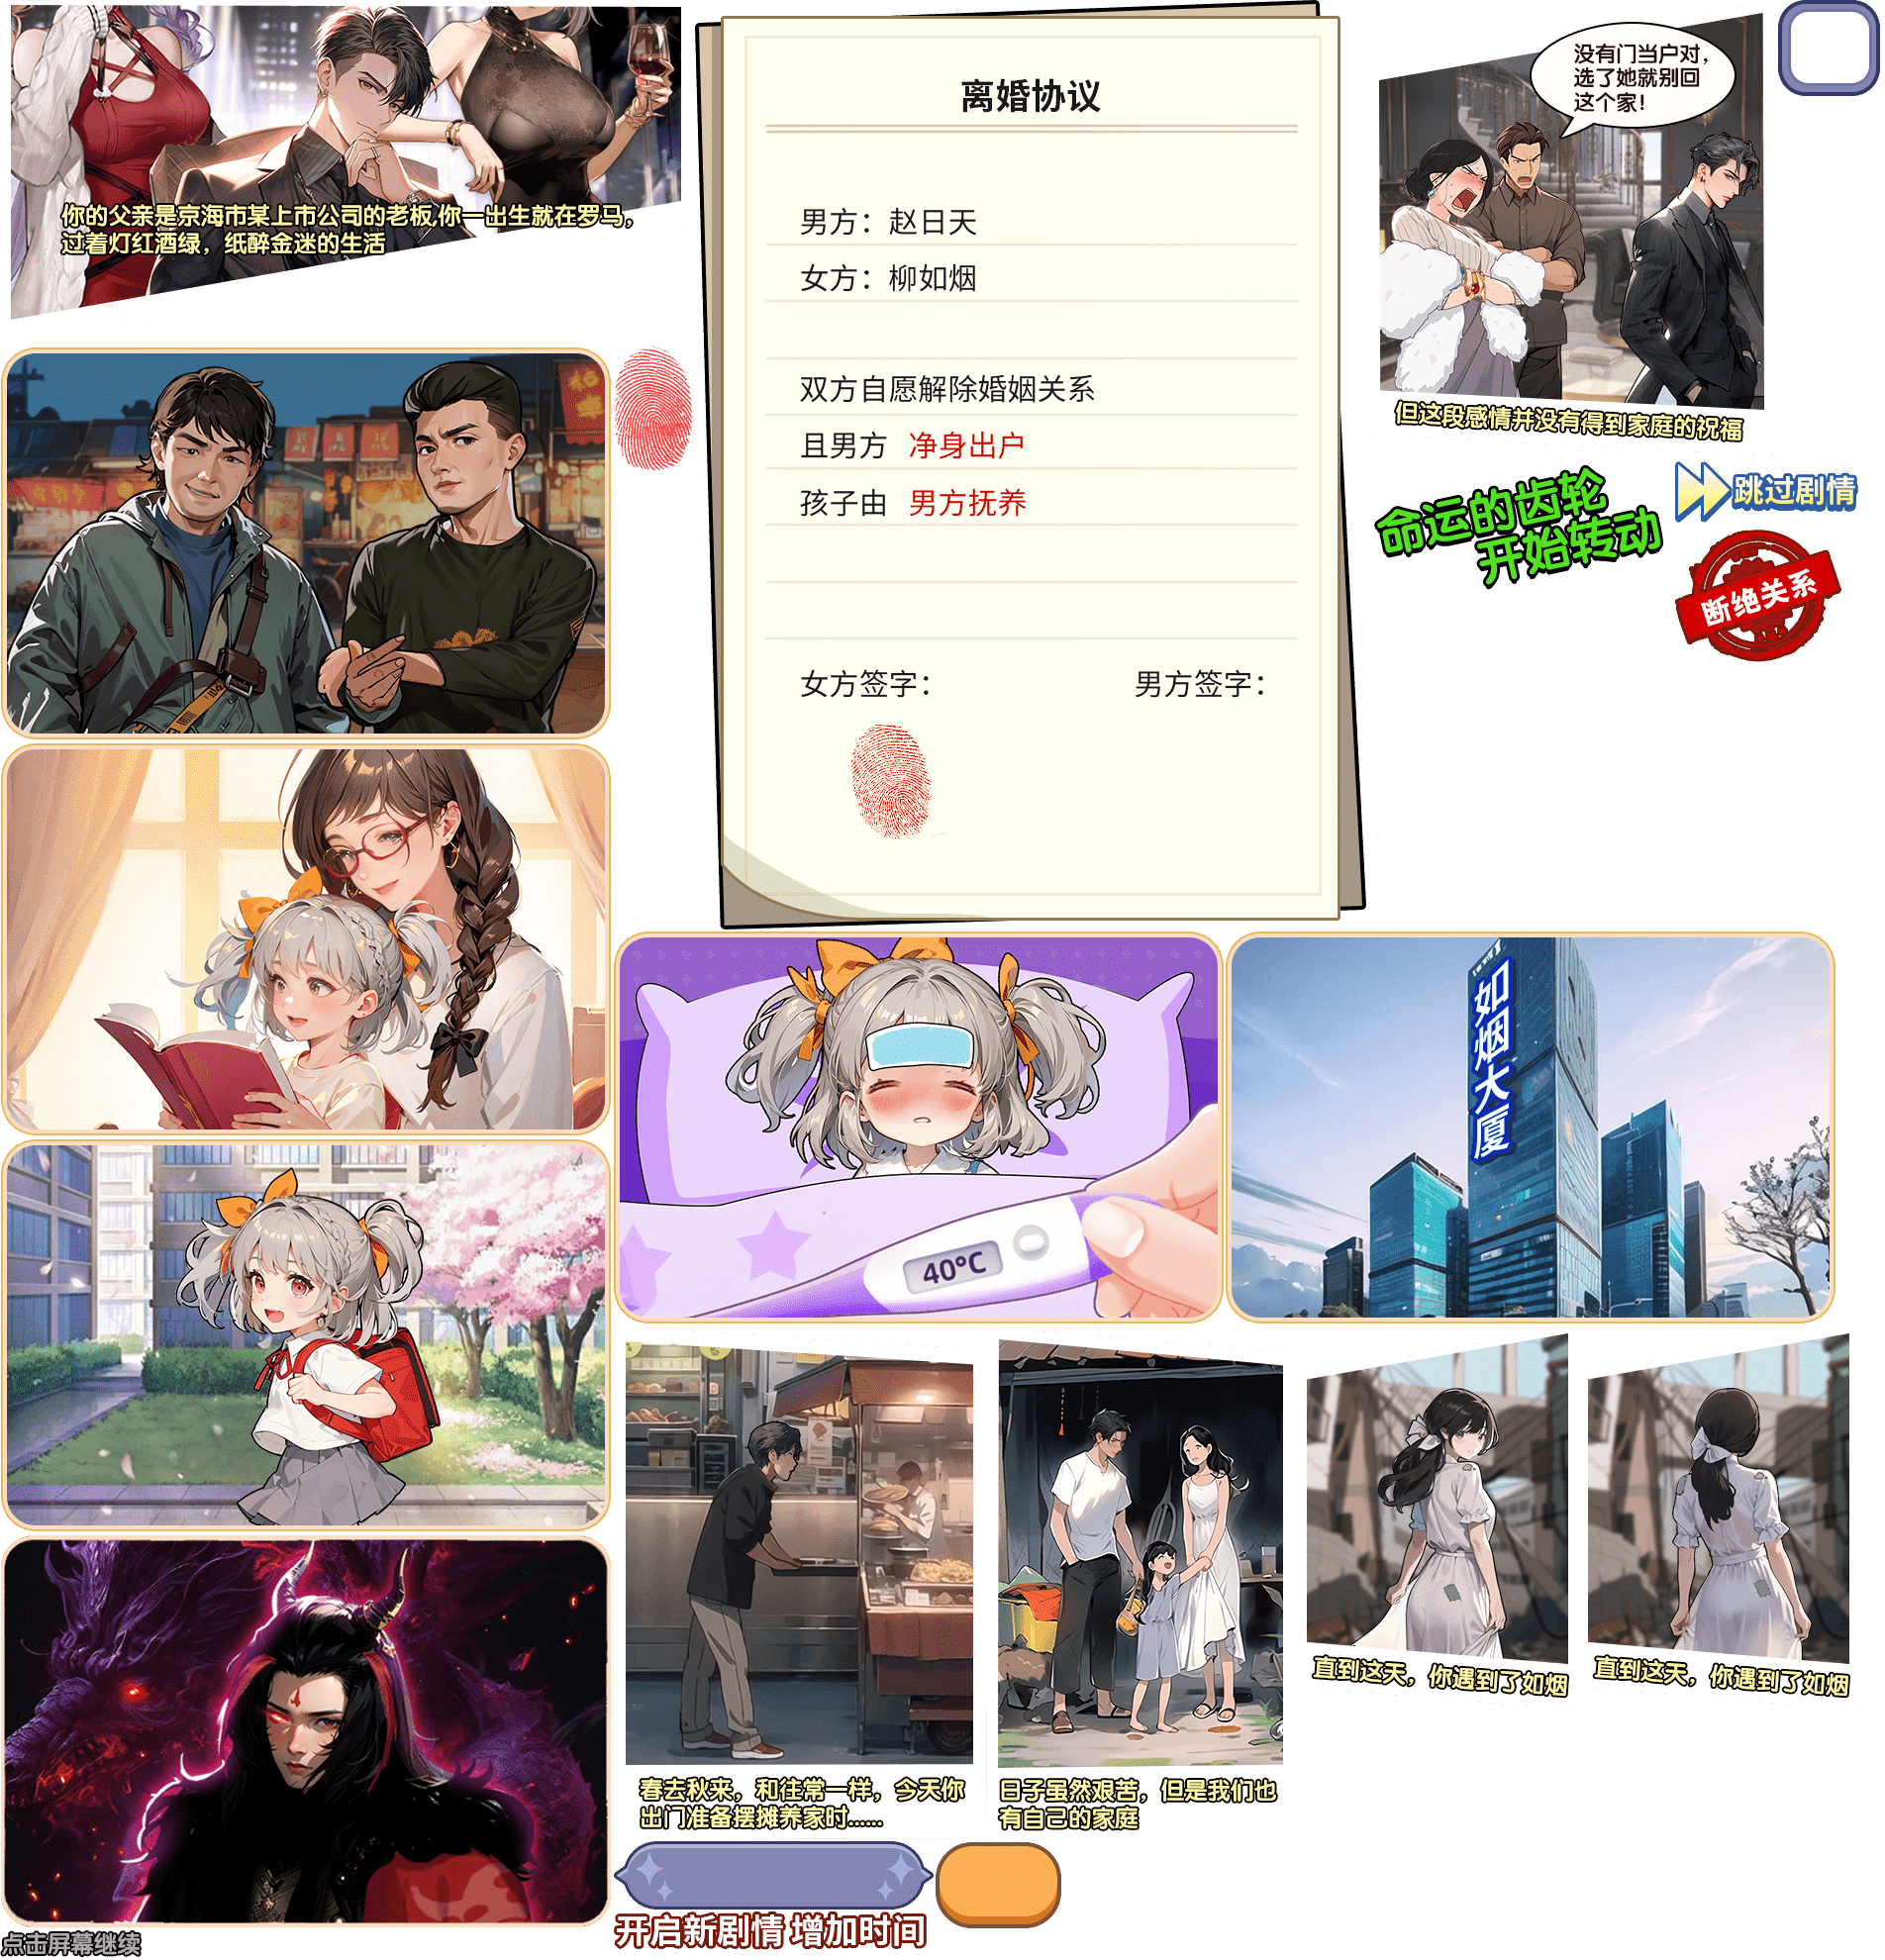 你的父亲是京海市某上市公司的老板,你一出生就在罗马，
过着灯红酒绿，纸醉金迷的生活
离婚协议
男方：赵日天
女方：柳如烟
双方自愿解除婚姻关系
且男方 净身出户
孩子由 男方抚养
女方签字：
男方签字：
没有门当户对，
选了她就别回
这个家！
但这段感情并没有得到家庭的祝福
命运的齿轮
开始转动
跳过剧情
断绝关系
40°C
如烟大厦
春去秋来，和往常一样，今天你
出门准备摆摊养家时......
日子虽然艰苦，但是我们也
有自己的家庭
直到这天，你遇到了如烟
直到这天，你遇到了如烟
开启新剧情 增加时间
点击屏幕继续